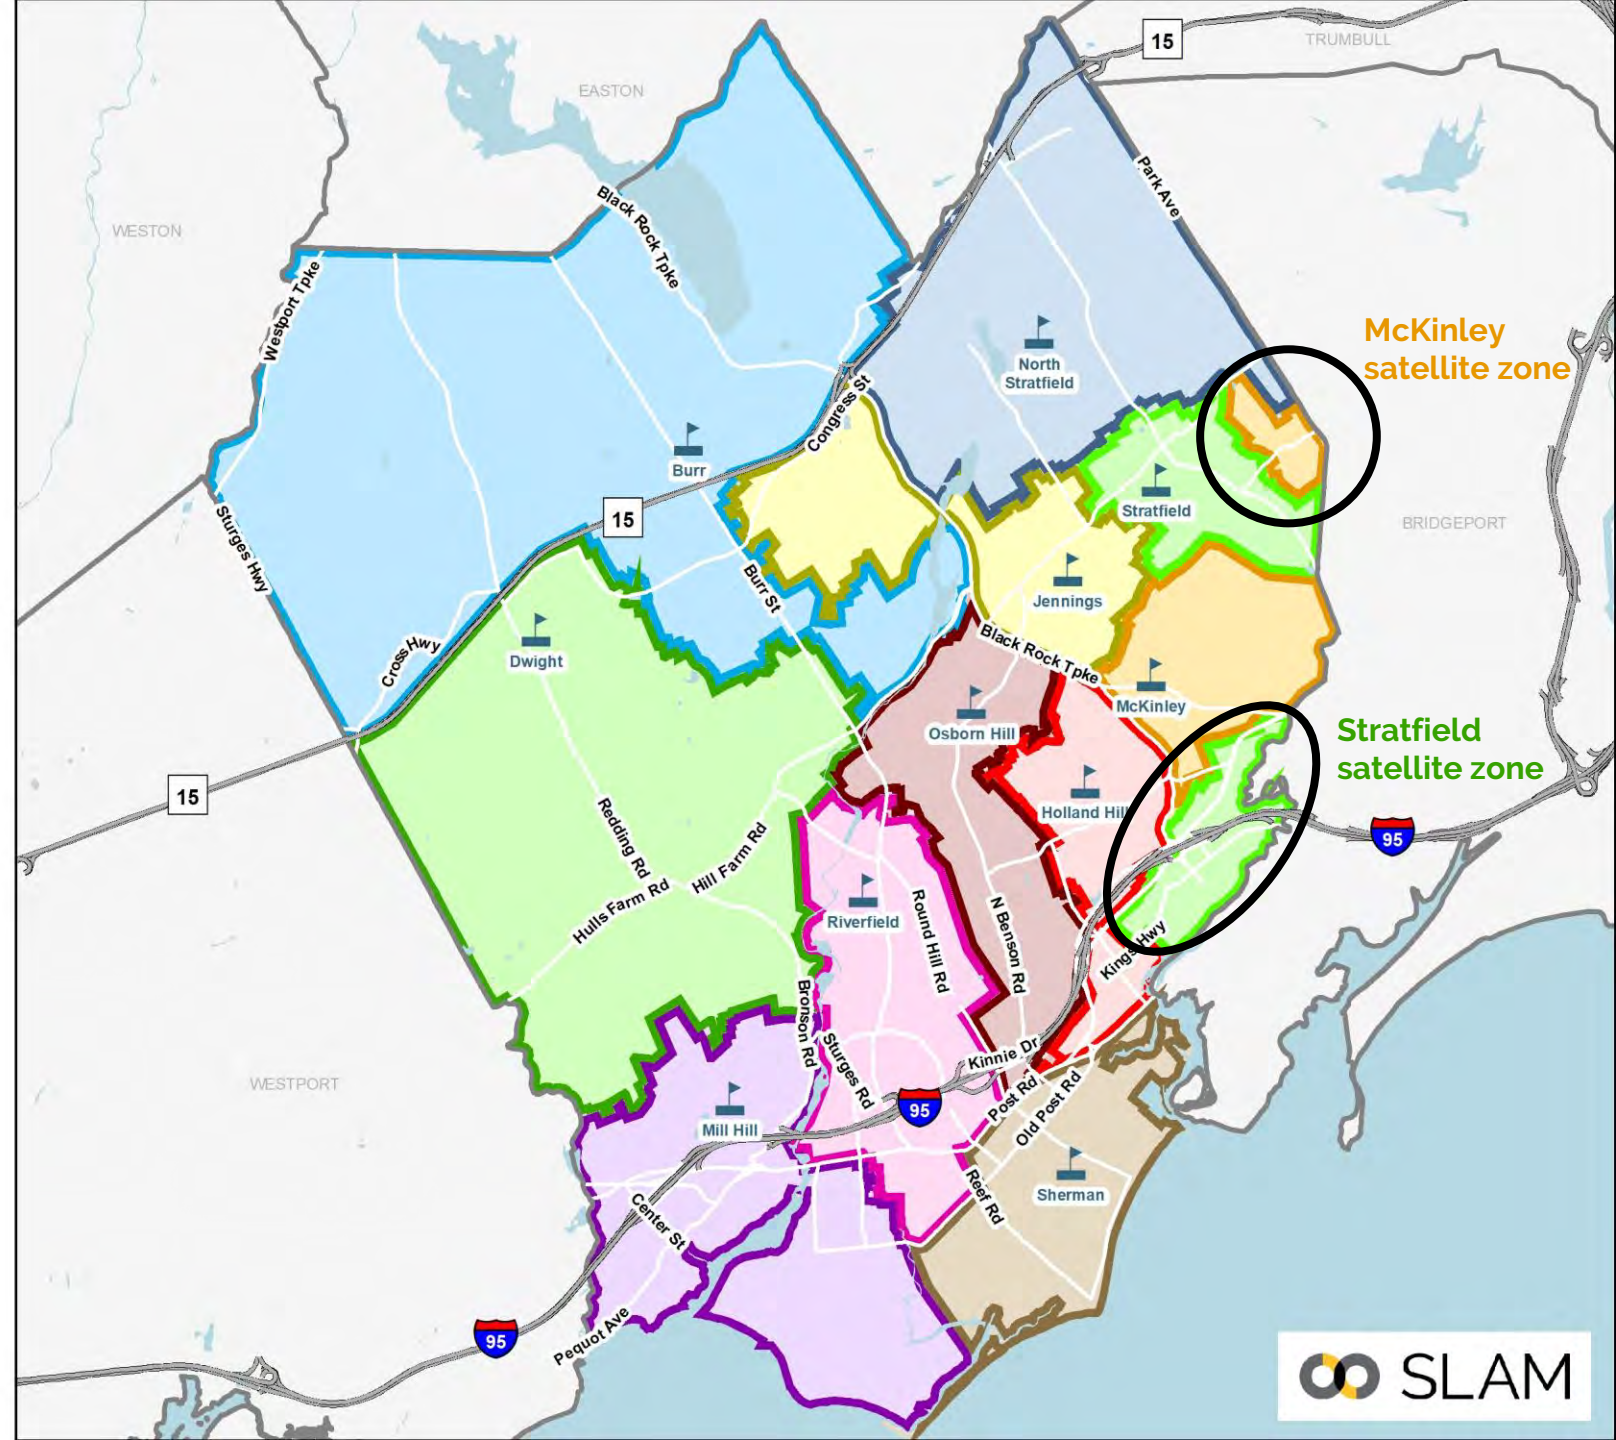 15
TRUMBULL
EASTON
Park Ave
Black Rock Tpke
WESTON
Westport Tpke
McKinley
satellite zone
North
Stratfield
Congress St
Burr
15
Stratfield
BRIDGEPORT
Sturges Hwy
Burr St
Jennings
Cross Hwy
Dwight
Black Rock Tpke
McKinley
Osborn Hill
Stratfield
satellite zone
15
Holland Hill
95
Redding Rd
Hill Farm Rd
Hulls Farm Rd
Riverfield
Round Hill Rd
N Benson Rd
Kings Hwy
Bronson Rd
Sturges Rd
Kinnie Dr
WESTPORT
95
Post Rd
Old Post Rd
Mill Hill
Sherman
Reef Rd
Center St
95
Pequot Ave
SLAM